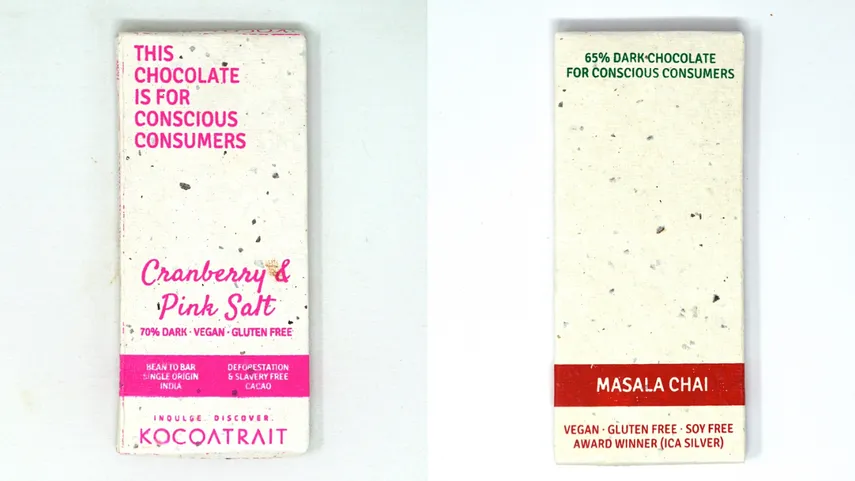 THIS
CHOCOLATE
IS FOR
CONSCIOUS
CONSUMERS
Cranberry &
Pink Salt
70% DARK · VEGAN · GLUTEN FREE
BEAN TO BAR
SINGLE ORIGIN
INDIA
DEFORESTATION
& SLAVERY FREE
CACAO
INDULGE. DISCOVER.
KOCOATRAIT
65% DARK CHOCOLATE
FOR CONSCIOUS CONSUMERS
MASALA CHAI
VEGAN · GLUTEN FREE · SOY FREE
AWARD WINNER (ICA SILVER)